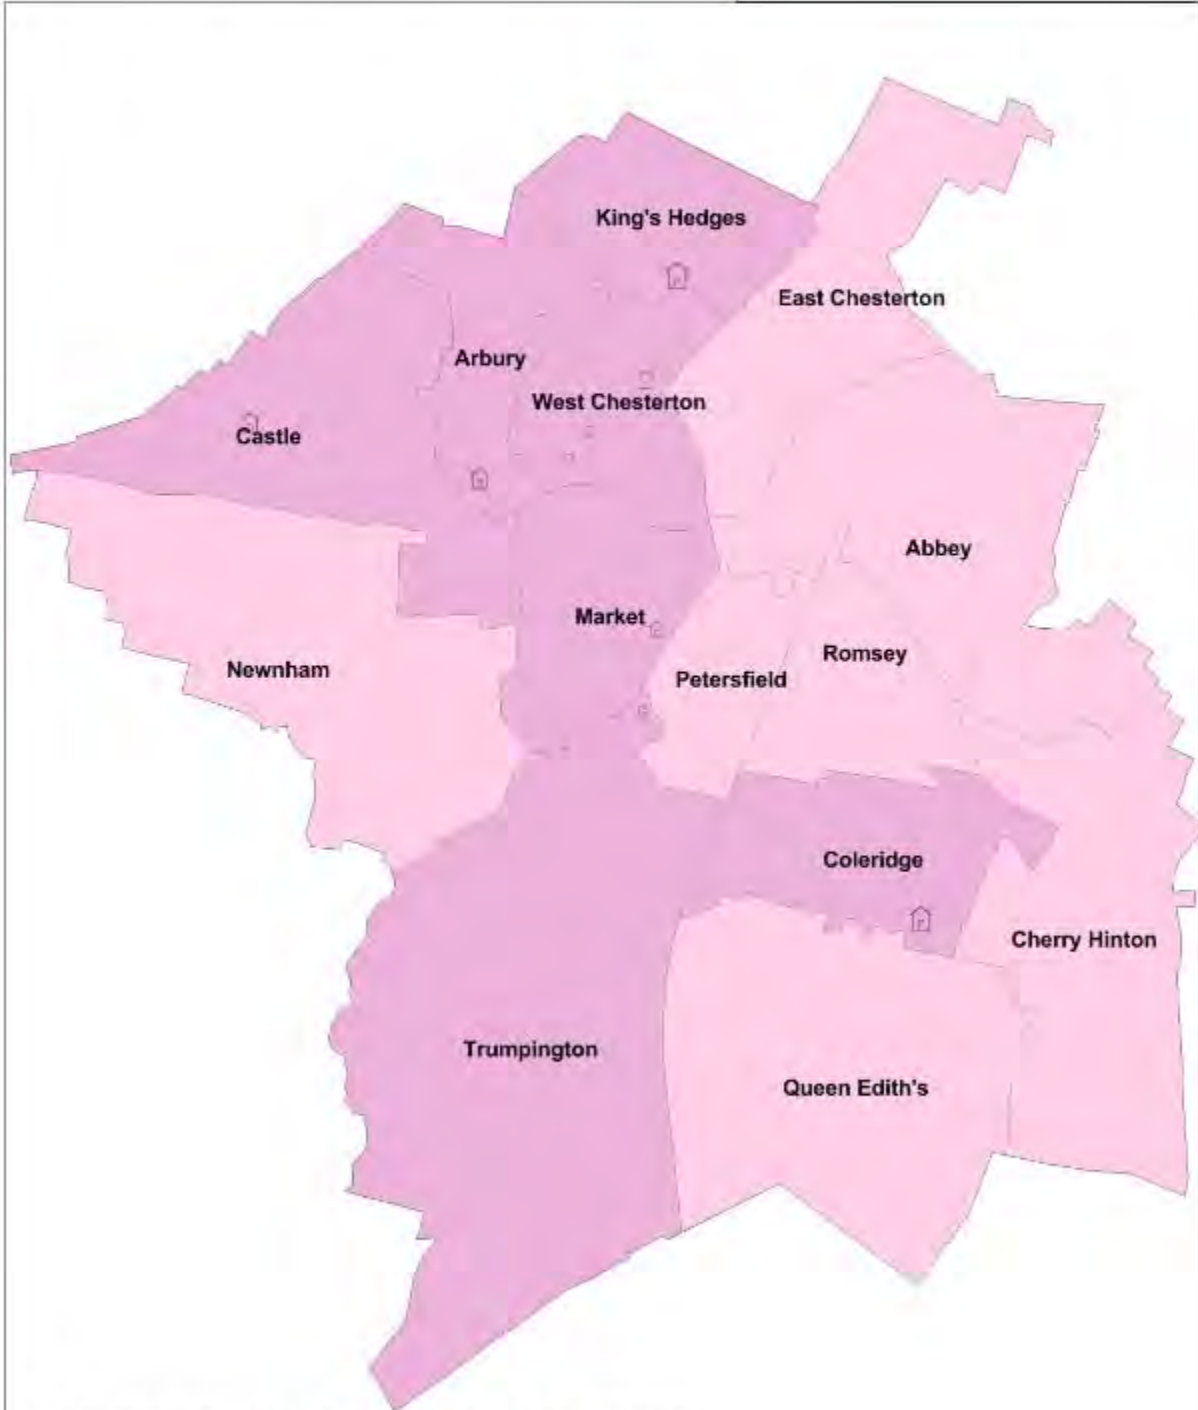 King's Hedges
East Chesterton
Arbury
West Chesterton
Castle
Abbey
Market
Romsey
Newnham
Petersfield
Coleridge
Cherry Hinton
Trumpington
Queen Edith's